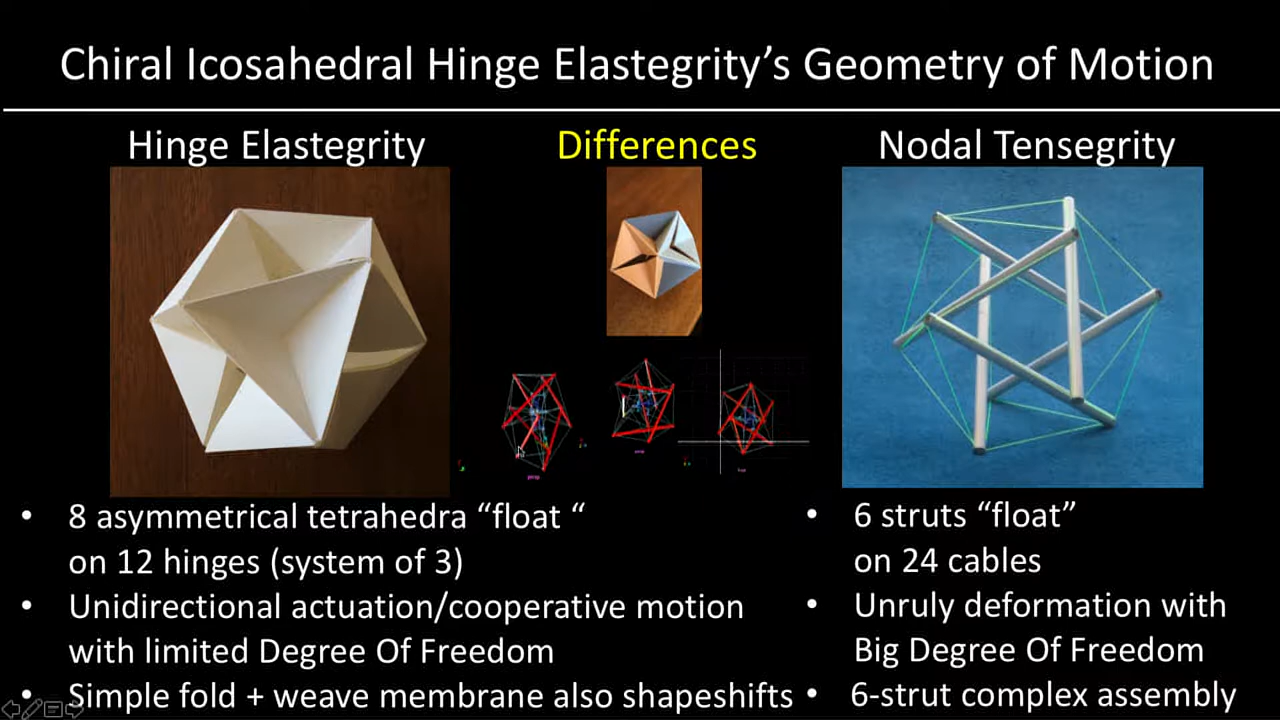 Chiral Icosahedral Hinge Elastegrity’s Geometry of Motion
Hinge Elastegrity
Differences
Nodal Tensegrity
• 8 asymmetrical tetrahedra “float “
on 12 hinges (system of 3)
• Unidirectional actuation/cooperative motion
with limited Degree Of Freedom
• Simple fold + weave membrane also shapeshifts
• 6 struts “float”
on 24 cables
• Unruly deformation with
Big Degree Of Freedom
• 6-strut complex assembly